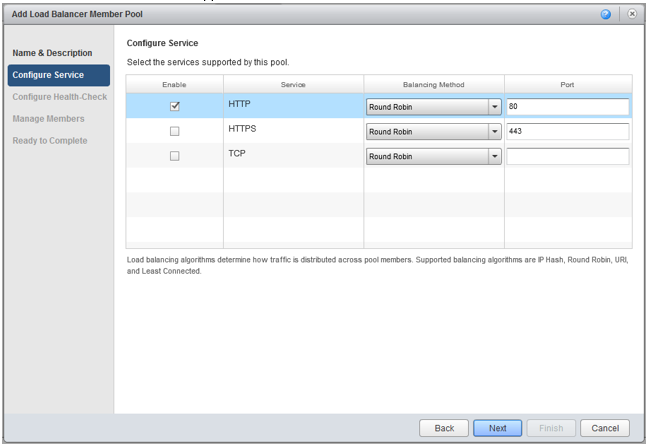 Add Load Balancer Member Pool
Name & Description
Configure Service
Configure Health-Check
Manage Members
Ready to Complete
Configure Service
Select the services supported by this pool.
Enable Service Balancing Method Port
HTTP Round Robin 80
HTTPS Round Robin 443
TCP Round Robin
Load balancing algorithms determine how traffic is distributed across pool members. Supported balancing algorithms are IP Hash, Round Robin, URI,
and Least Connected.
Back Next Finish Cancel